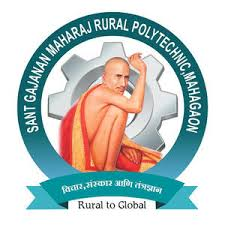 SANT GAJANAN MAHARAJ RURAL POLYTECHNIC, MAHAGAON
विचार, संस्कार आणि तंत्रज्ञान
Rural to Global